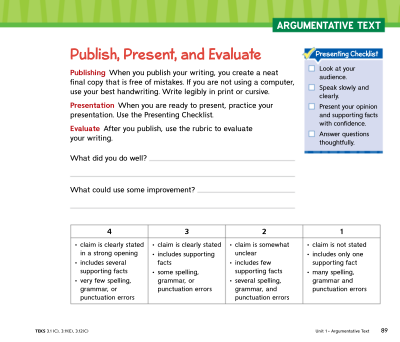 ARGUMENTATIVE TEXT
Publish, Present, and Evaluate
Publishing When you publish your writing, you create a neat
final copy that is free of mistakes. If you are not using a computer,
use your best handwriting. Write legibly in print or cursive.
Presentation When you are ready to present, practice your
presentation. Use the Presenting Checklist.
Evaluate After you publish, use the rubric to evaluate
your writing.
What did you do well?
What could use some improvement?
Presenting Checklist
Look at your
audience.
Speak slowly and
clearly.
Present your opinion
and supporting facts
with confidence.
Answer questions
thoughtfully.
4
• claim is clearly stated
in a strong opening
• includes several
supporting facts
• very few spelling,
grammar, or
punctuation errors
3
• claim is clearly stated
• includes supporting
facts
• some spelling,
grammar, or
punctuation errors
2
• claim is somewhat
unclear
• includes few
supporting facts
• several spelling,
grammar, and
punctuation errors
1
• claim is not stated
• includes only one
supporting fact
• many spelling,
grammar and
punctuation errors
TEKS 3.1(C), 3.11(E), 3.12(C)
Unit 1 • Argumentative Text 89